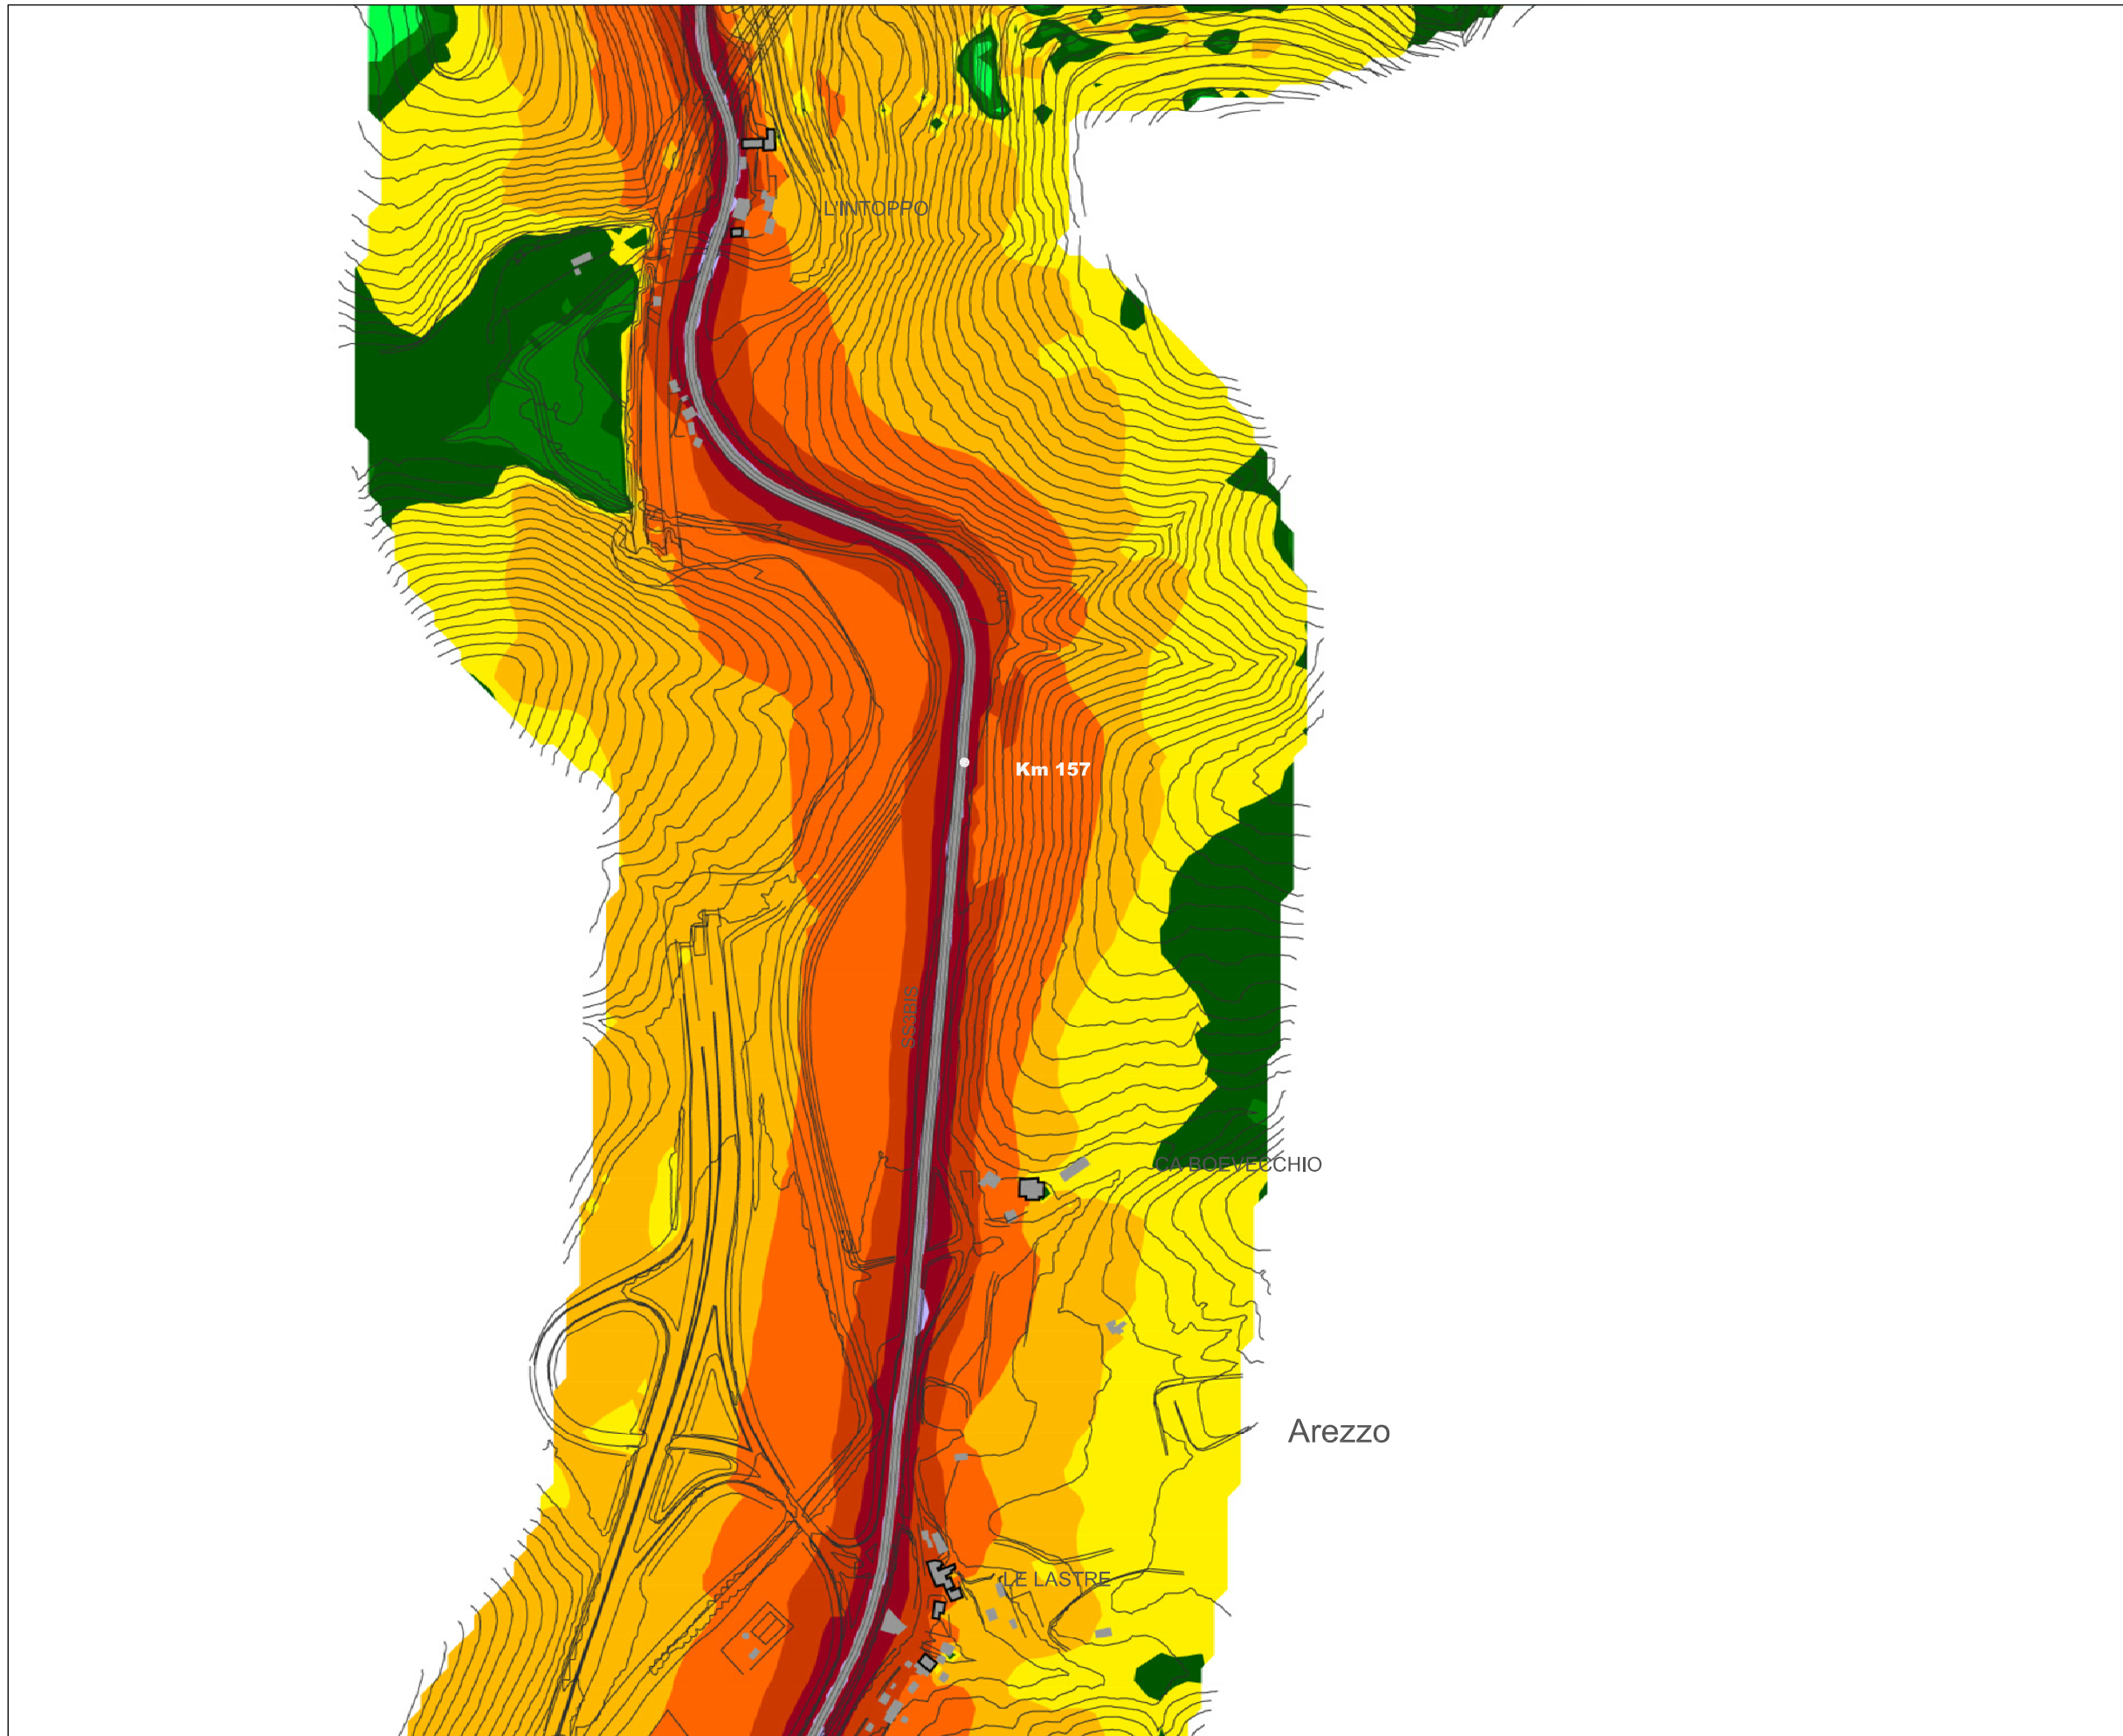 L'INTOPPO
Km 157
SS3BIS
CA BOEVECCHIO
Arezzo
LE LASTRE